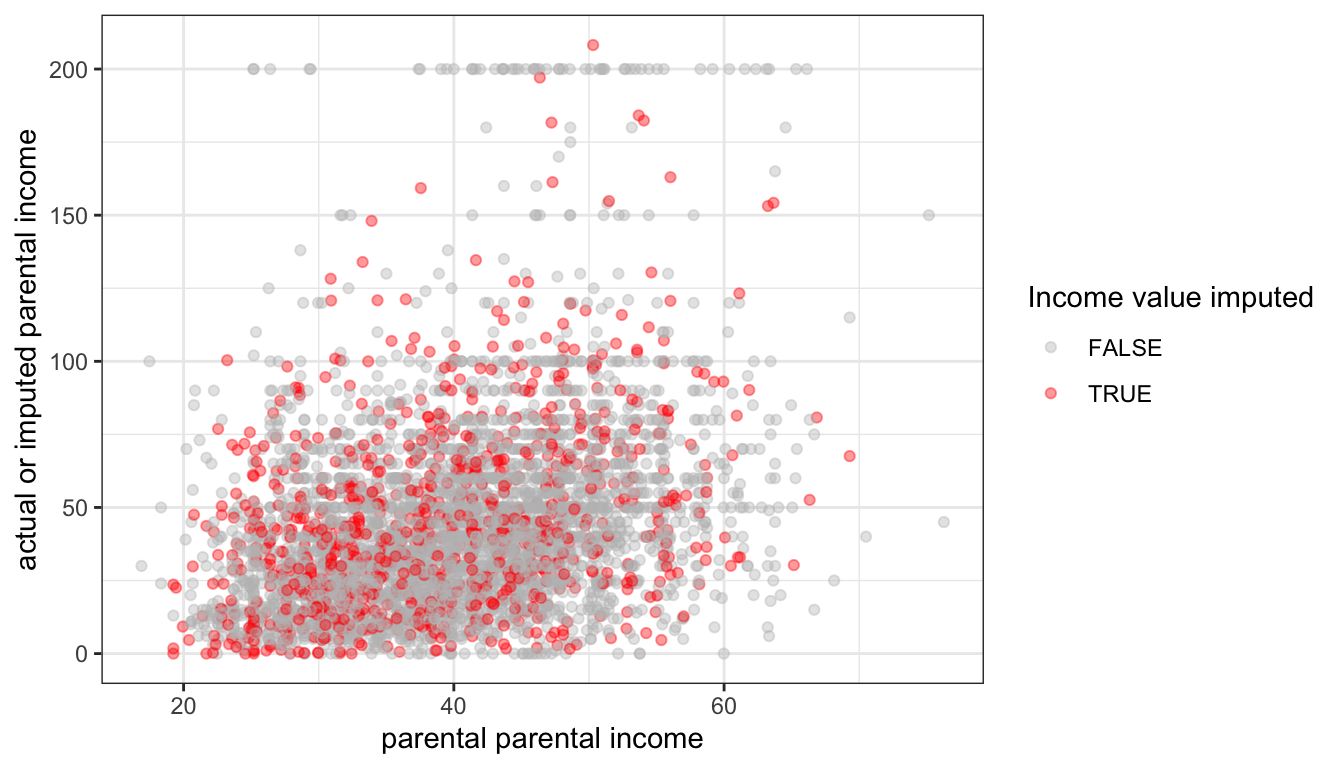 actual or imputed parental income
200
150
100
50
0
20 40 60
parental parental income
Income value imputed
FALSE
TRUE